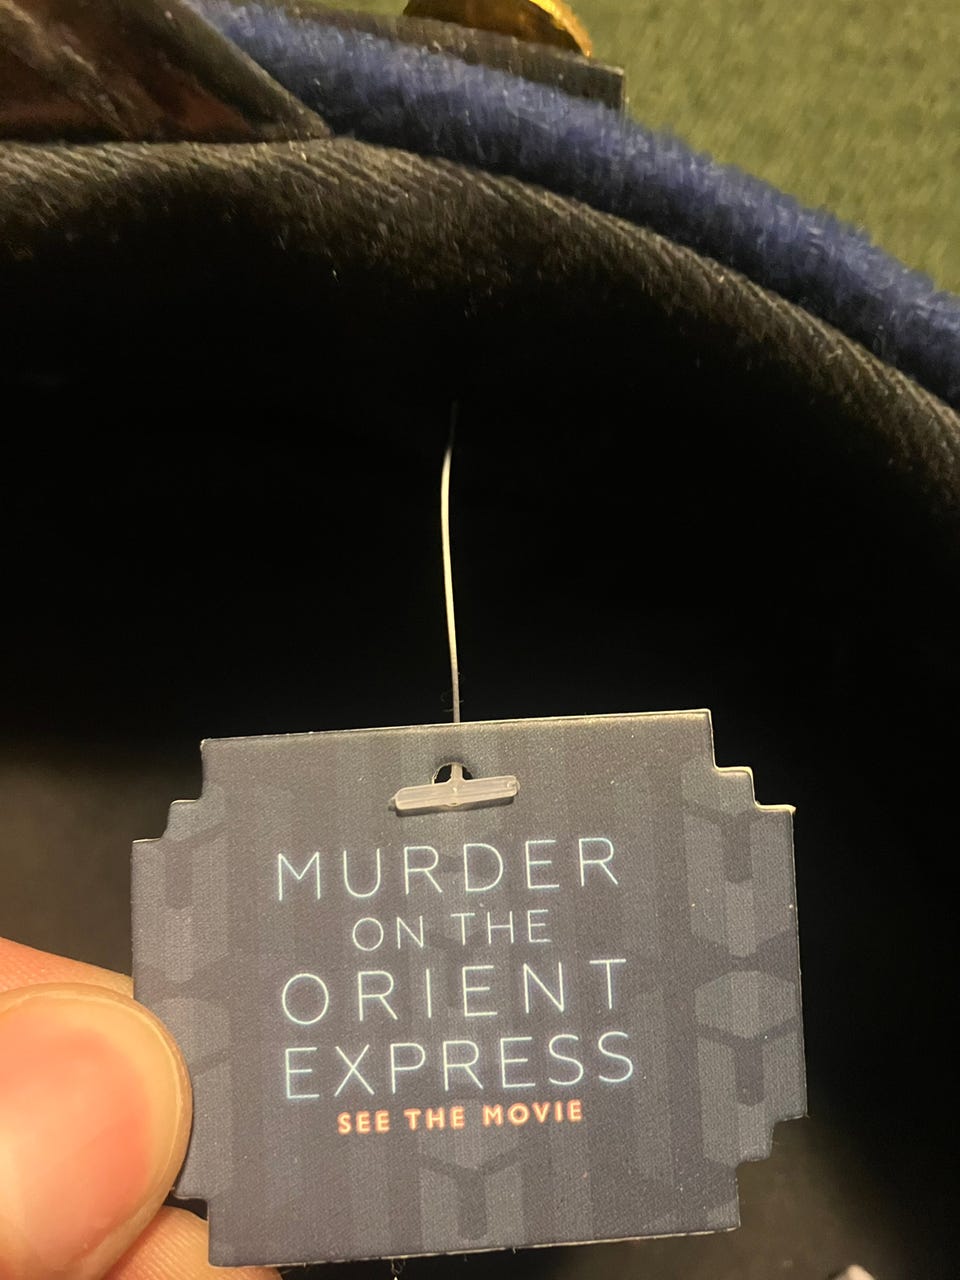 MURDER
ON THE
ORIENT
EXPRESS
SEE THE MOVIE